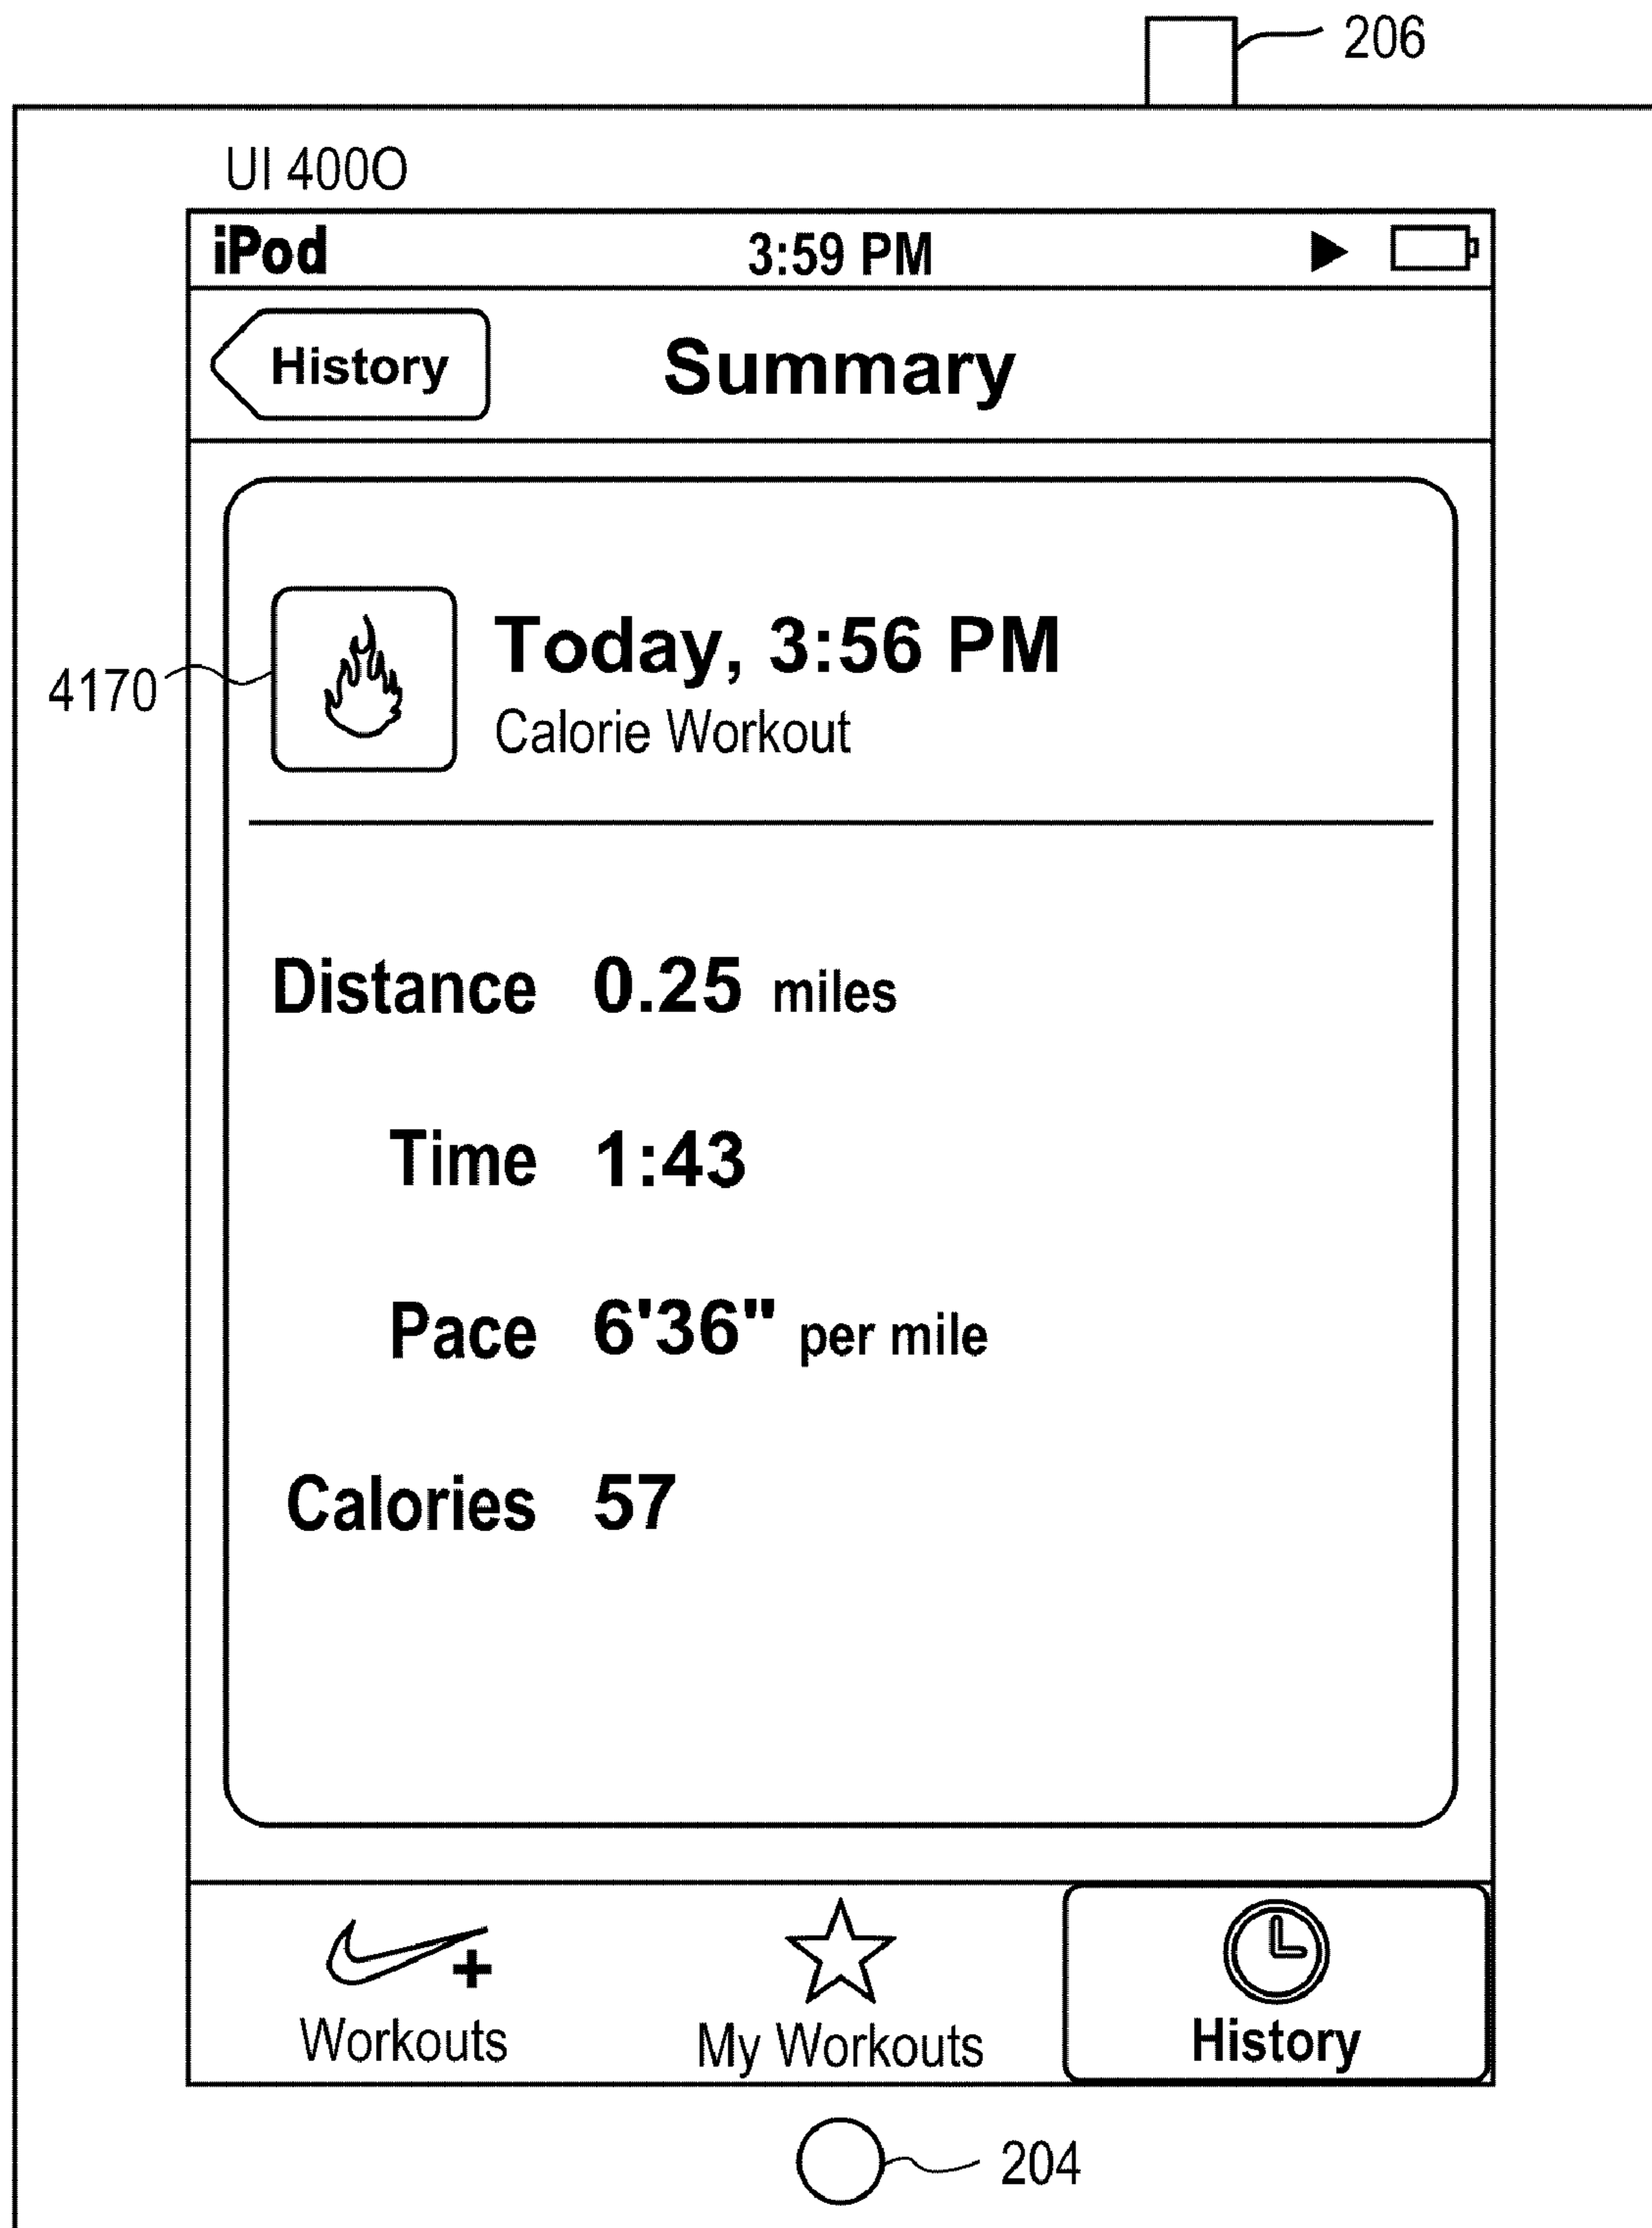 206
UI 400O
iPod 3:59 PM
History Summary
4170
Today, 3:56 PM
Calorie Workout
Distance 0.25 miles
Time 1:43
Pace 6'36" per mile
Calories 57
Workouts My Workouts History
204